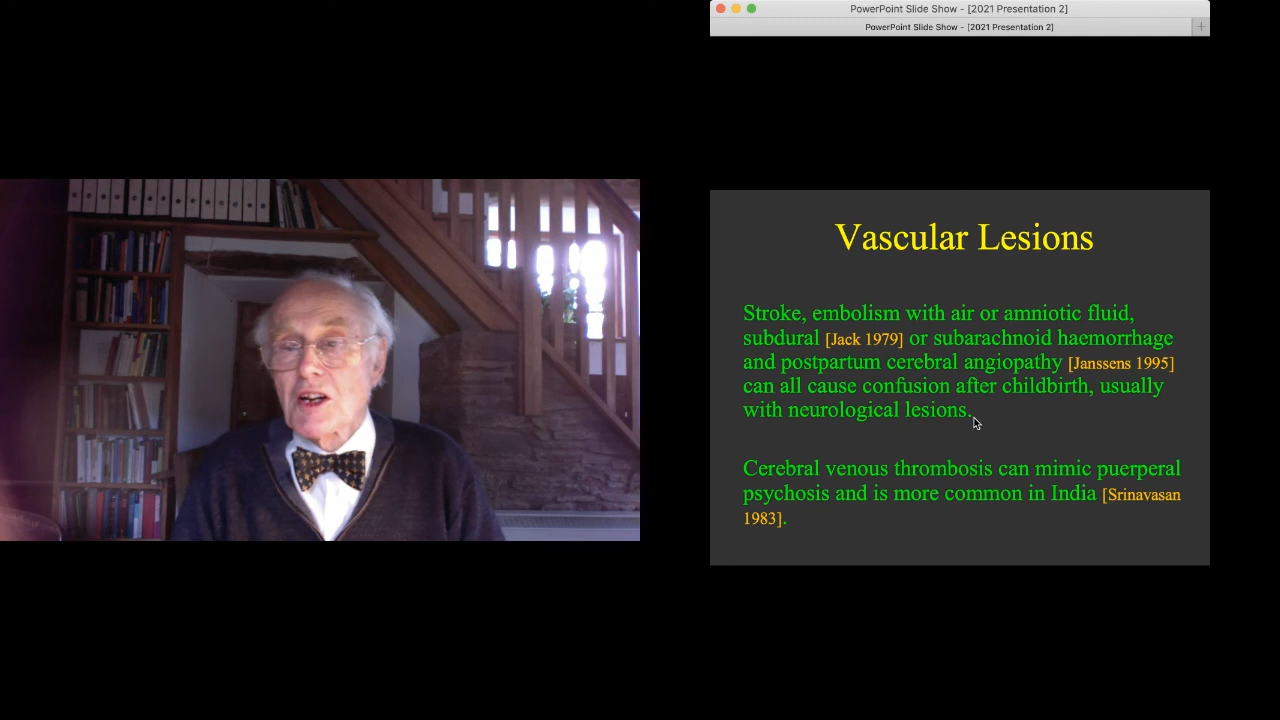 PowerPoint Slide Show - [2021 Presentation 2]
PowerPoint Slide Show - [2021 Presentation 2]
Vascular Lesions
Stroke, embolism with air or amniotic fluid,
subdural [Jack 1979] or subarachnoid haemorrhage
and postpartum cerebral angiopathy [Janssens 1995]
can all cause confusion after childbirth, usually
with neurological lesions.
Cerebral venous thrombosis can mimic puerperal
psychosis and is more common in India [Srinavasan
1983].